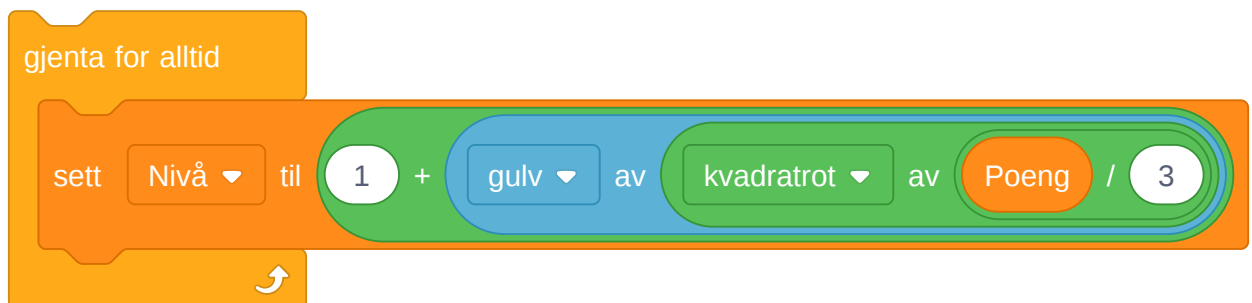 gjenta for alltid
sett Nivå til 1 + gulv av kvadratrot av Poeng / 3